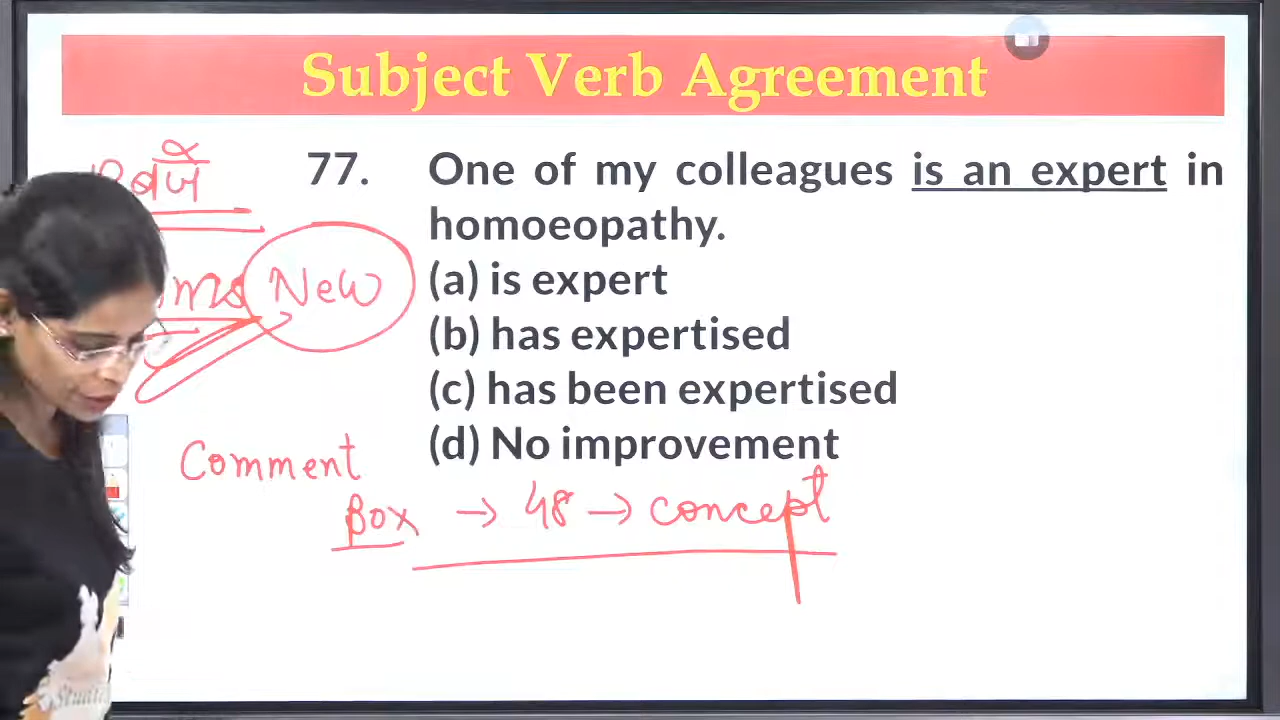 Subject Verb Agreement
77. One of my colleagues is an expert in
homoeopathy.
(a) is expert
(b) has expertised
(c) has been expertised
(d) No improvement
New
Comment
Box → 48 → concept